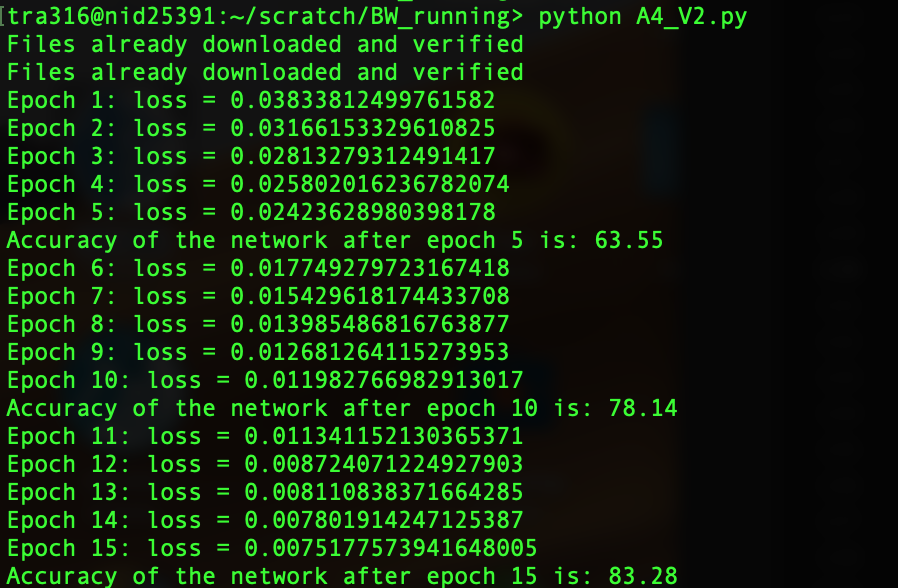 [tra316@nid25391:~/scratch/BW_running> python A4_V2.py
Files already downloaded and verified
Files already downloaded and verified
Epoch 1: loss = 0.03833812499761582
Epoch 2: loss = 0.03166153329610825
Epoch 3: loss = 0.02813279312491417
Epoch 4: loss = 0.025802016236782074
Epoch 5: loss = 0.02423628980398178
Accuracy of the network after epoch 5 is: 63.55
Epoch 6: loss = 0.017749279723167418
Epoch 7: loss = 0.015429618174433708
Epoch 8: loss = 0.013985486816763877
Epoch 9: loss = 0.012681264115273953
Epoch 10: loss = 0.011982766982913017
Accuracy of the network after epoch 10 is: 78.14
Epoch 11: loss = 0.011341152130365371
Epoch 12: loss = 0.008724071224927903
Epoch 13: loss = 0.008110838371664285
Epoch 14: loss = 0.007801914247125387
Epoch 15: loss = 0.0075177573941648005
Accuracy of the network after epoch 15 is: 83.28